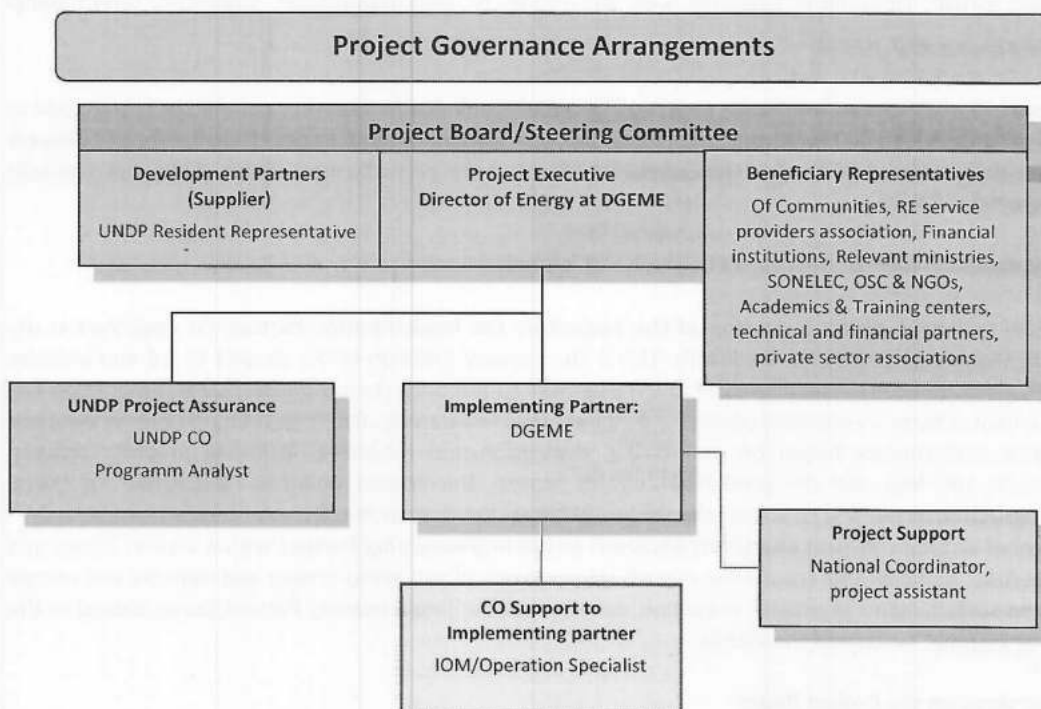 Project Governance Arrangements
Project Board/Steering Committee
Development Partners
(Supplier)
UNDP Resident Representative
Project Executive
Director of Energy at DGEME
Beneficiary Representatives
Of Communities, RE service
providers association, Financial
institutions, Relevant ministries,
SONELEC, OSC & NGOs,
Academics & Training centers,
technical and financial partners,
private sector associations
UNDP Project Assurance
UNDP CO
Programm Analyst
Implementing Partner:
DGEME
Project Support
National Coordinator,
project assistant
CO Support to
Implementing partner
IOM/Operation Specialist